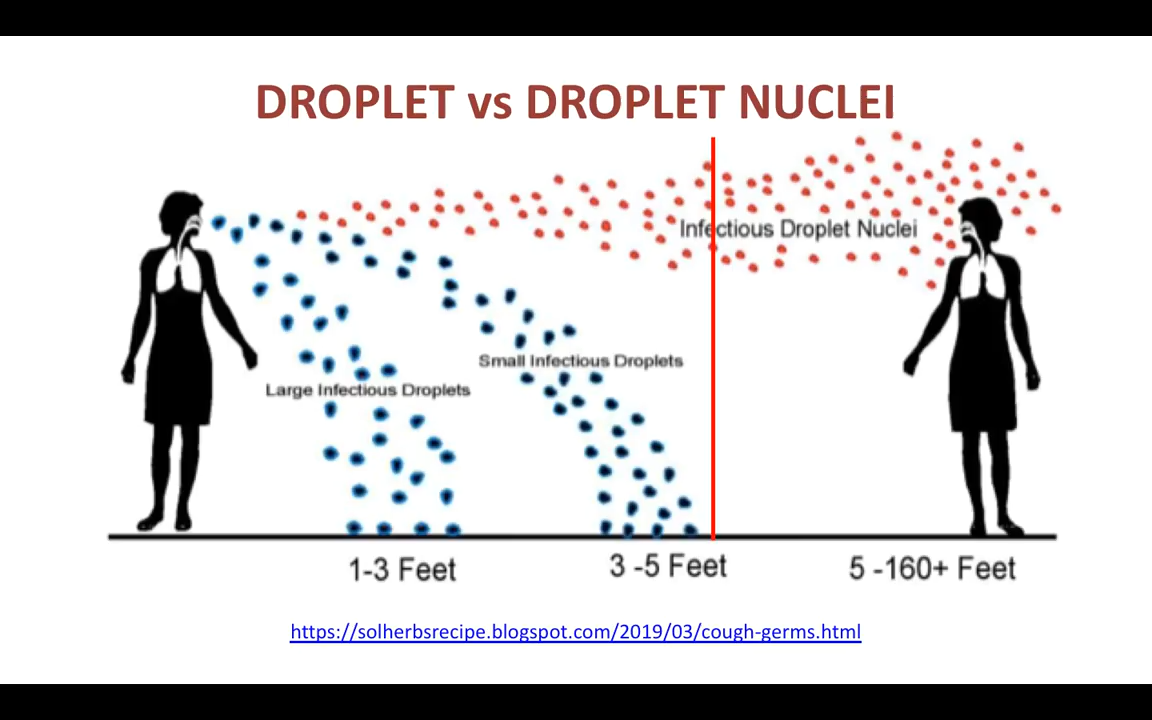 DROPLET vs DROPLET NUCLEI
Infectious Droplet Nuclei
Small Infectious Droplets
Large Infectious Droplets
1-3 Feet
3 -5 Feet
5 -160+ Feet
https://solherbsrecipe.blogspot.com/2019/03/cough-germs.html